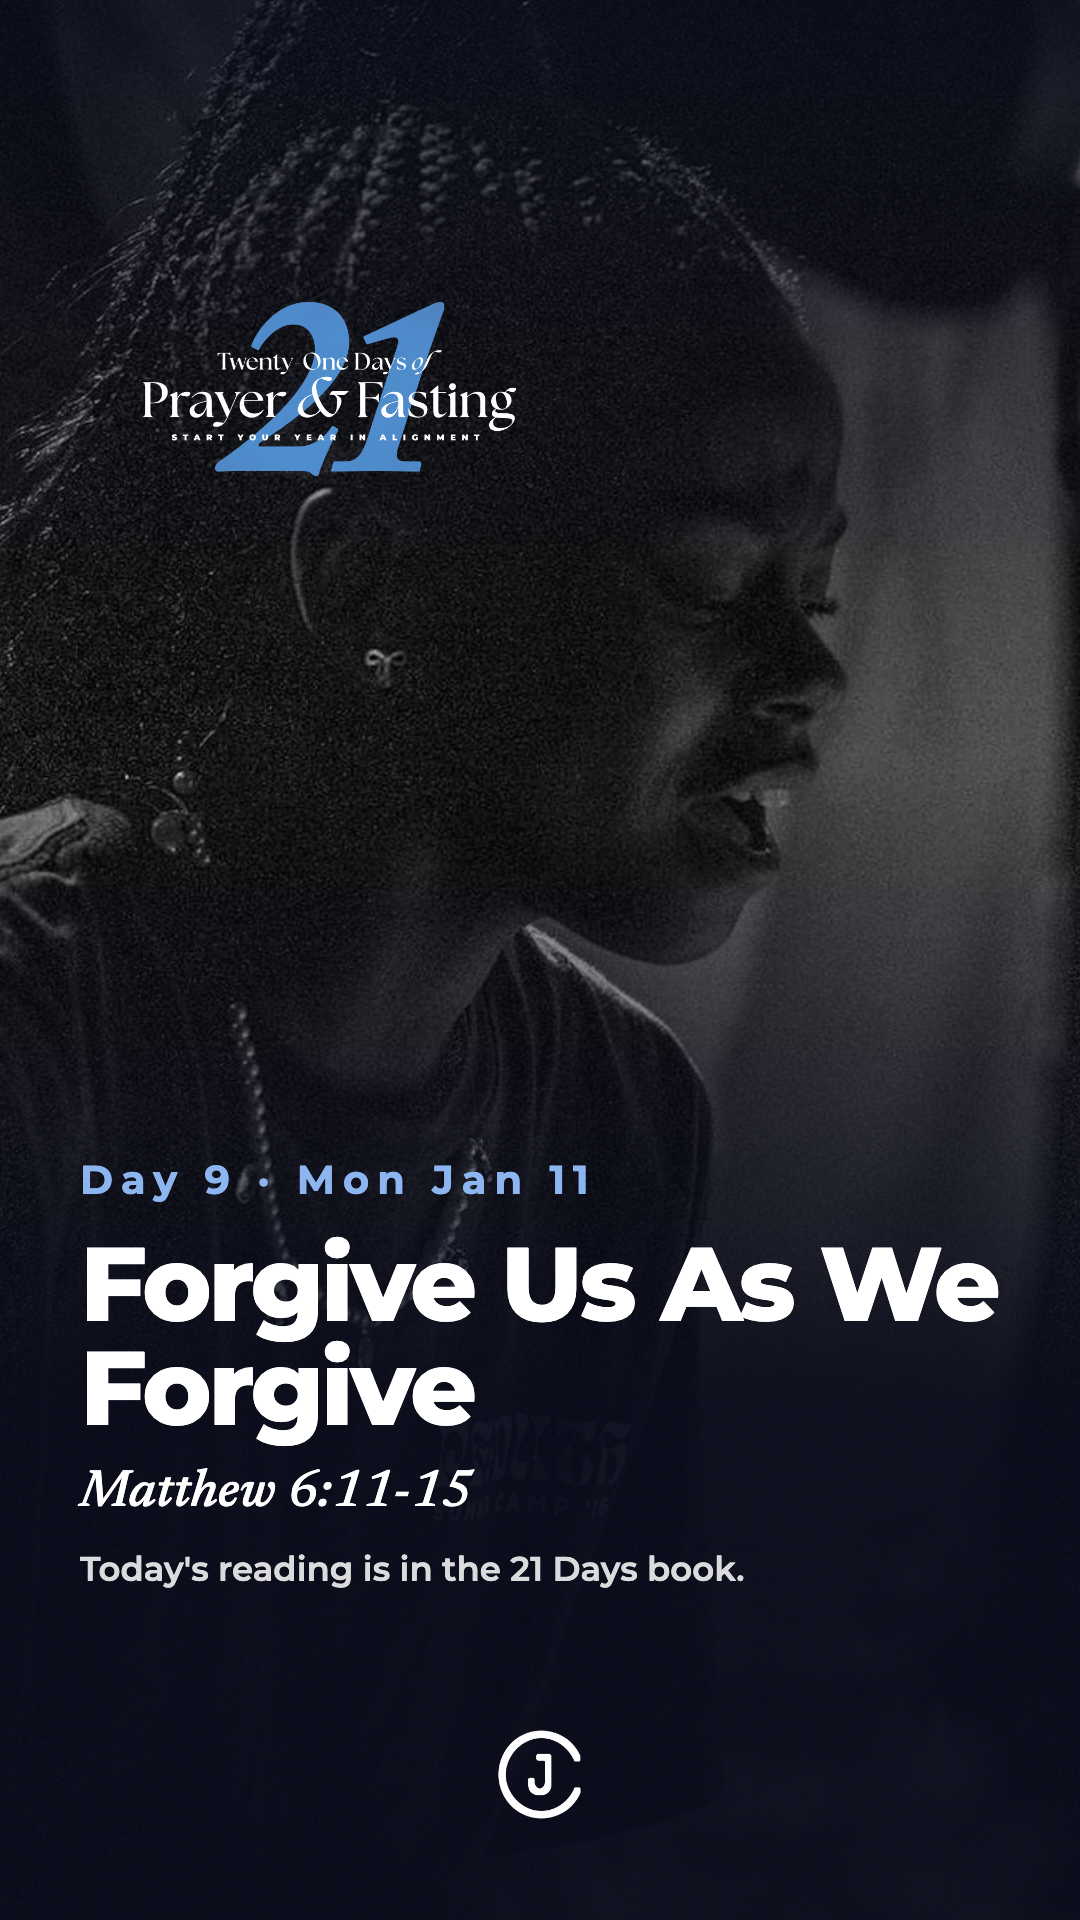 21
Twenty One Days of
Prayer & Fasting
START YOUR YEAR IN ALIGNMENT
Day 9 · Mon Jan 11
Forgive Us As We
Forgive
Matthew 6:11-15
Today's reading is in the 21 Days book.
CJ